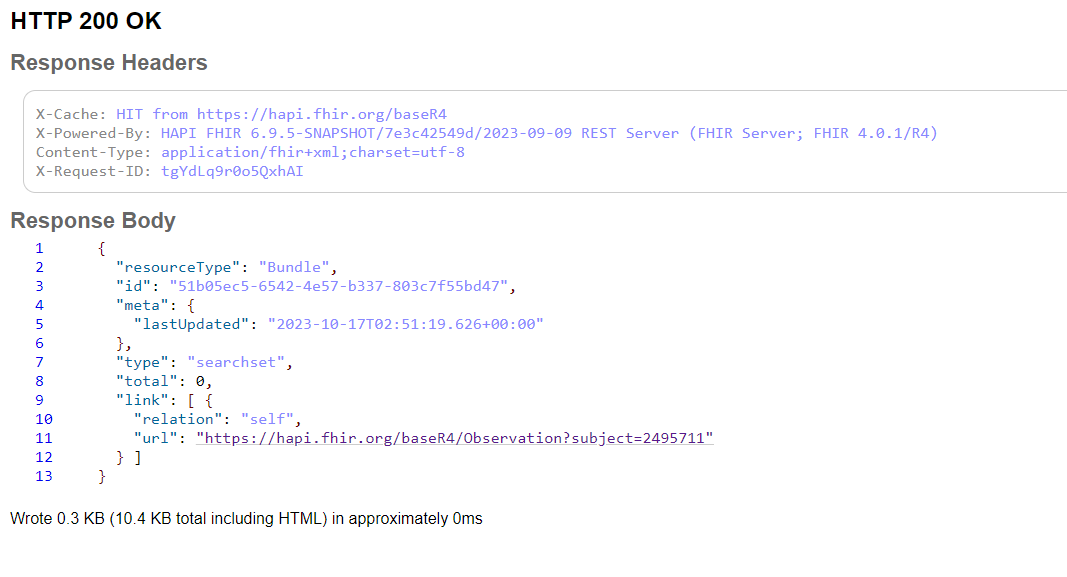 HTTP 200 OK
Response Headers
X-Cache: HIT from https://hapi.fhir.org/baseR4
X-Powered-By: HAPI FHIR 6.9.5-SNAPSHOT/7e3c42549d/2023-09-09 REST Server (FHIR Server; FHIR 4.0.1/R4)
Content-Type: application/fhir+xml;charset=utf-8
X-Request-ID: tgYdLq9r0o5QxhAI
Response Body
1 {
2 "resourceType": "Bundle",
3 "id": "51b05ec5-6542-4e57-b337-803c7f55bd47",
4 "meta": {
5 "lastUpdated": "2023-10-17T02:51:19.626+00:00"
6 },
7 "type": "searchset",
8 "total": 0,
9 "link": [ {
10 "relation": "self",
11 "url": "https://hapi.fhir.org/baseR4/Observation?subject=2495711"
12 } ]
13 }
Wrote 0.3 KB (10.4 KB total including HTML) in approximately 0ms